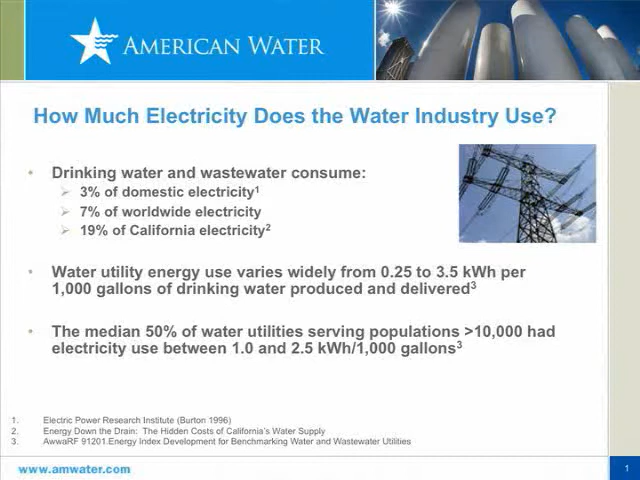 AMERICAN WATER
How Much Electricity Does the Water Industry Use?
• Drinking water and wastewater consume:
➢ 3% of domestic electricity¹
➢ 7% of worldwide electricity
➢ 19% of California electricity²
• Water utility energy use varies widely from 0.25 to 3.5 kWh per
1,000 gallons of drinking water produced and delivered³
• The median 50% of water utilities serving populations >10,000 had
electricity use between 1.0 and 2.5 kWh/1,000 gallons³
1. Electric Power Research Institute (Burton 1996)
2. Energy Down the Drain: The Hidden Costs of California's Water Supply
3. AwwaRF 91201 Energy Index Development for Benchmarking Water and Wastewater Utilities
www.amwater.com
1